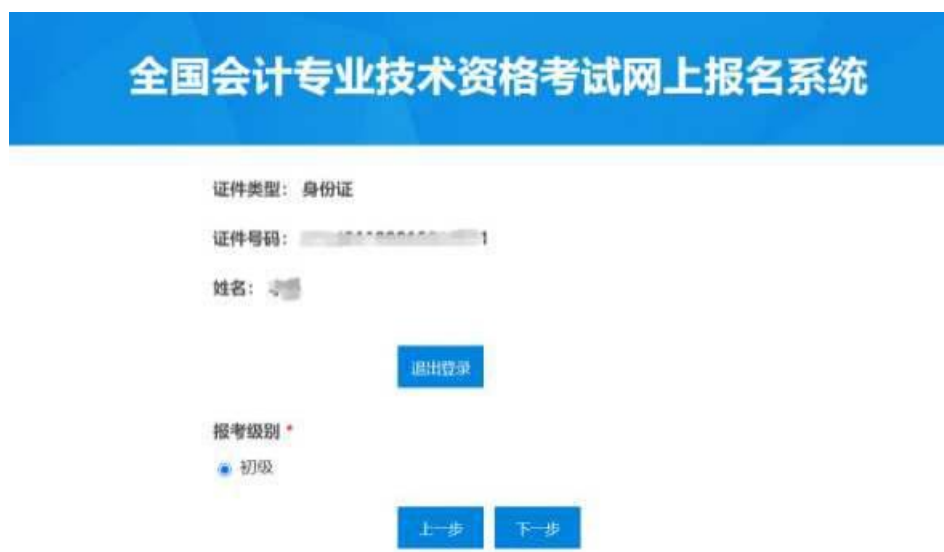 全国会计专业技术资格考试网上报名系统
证件类型： 身份证
证件号码： 1
姓名：
退出登录
报考级别 *
初级
上一步 下一步